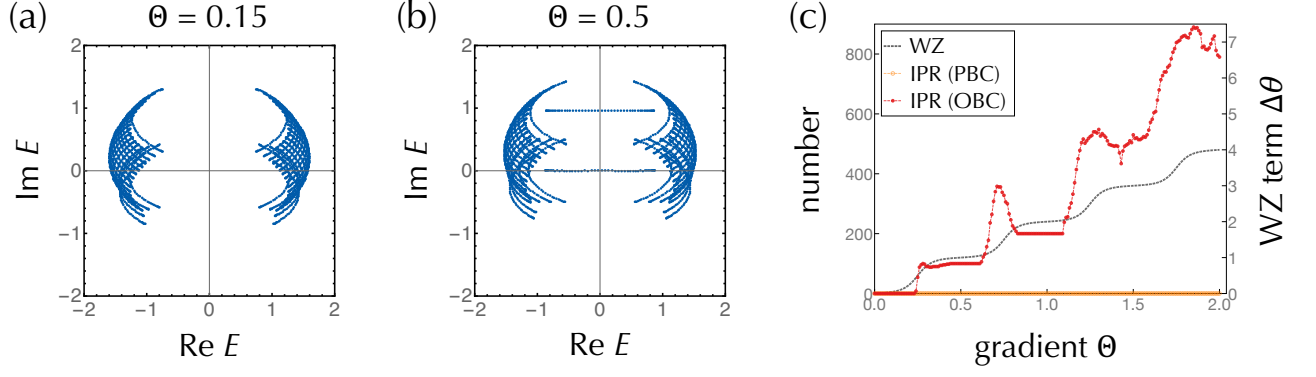 (a)
Θ = 0.15
2
1
0
−1
−2
−2
−1
0
1
2
Im E
Re E
(b)
Θ = 0.5
2
1
0
−1
−2
−2
−1
0
1
2
Im E
Re E
(c)
WZ
IPR (PBC)
IPR (OBC)
800
600
400
200
0
number
0.0
0.5
1.0
1.5
2.0
gradient Θ
7
6
5
4
3
2
1
0
WZ term Δθ